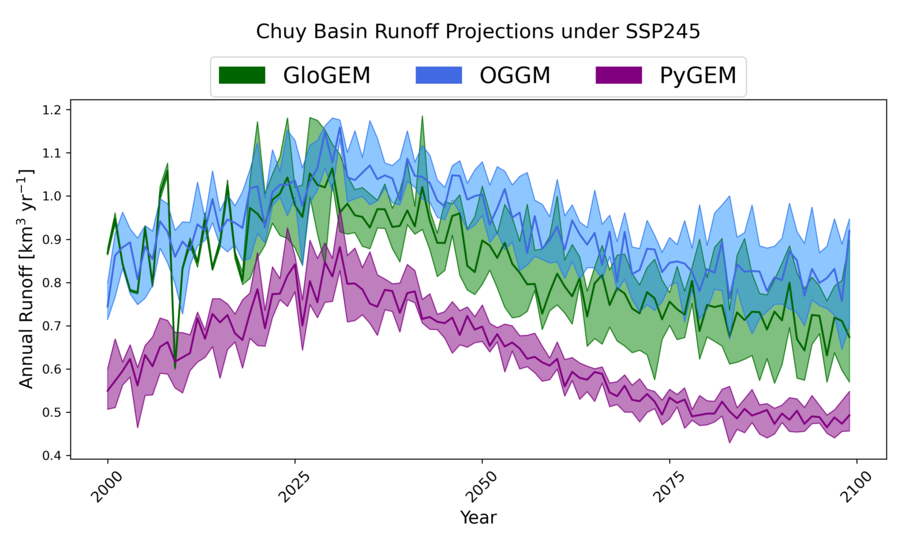 Chuy Basin Runoff Projections under SSP245
GloGEM OGGM PyGEM
Annual Runoff [km³ yr⁻¹]
1.2
1.1
1.0
0.9
0.8
0.7
0.6
0.5
0.4
2000 2025 2050 2075 2100
Year